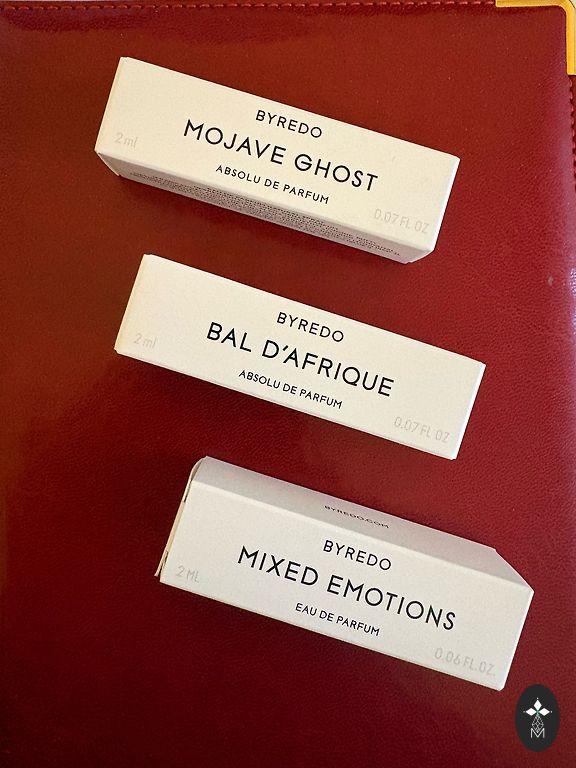 BYREDO
MOJAVE GHOST
ABSOLU DE PARFUM
2 ml
0.07 FL OZ
BYREDO
BAL D'AFRIQUE
ABSOLU DE PARFUM
2 ml
0.07 FL OZ
BYREDO.COM
BYREDO
MIXED EMOTIONS
EAU DE PARFUM
2 ML
0.06 FL.OZ.
M